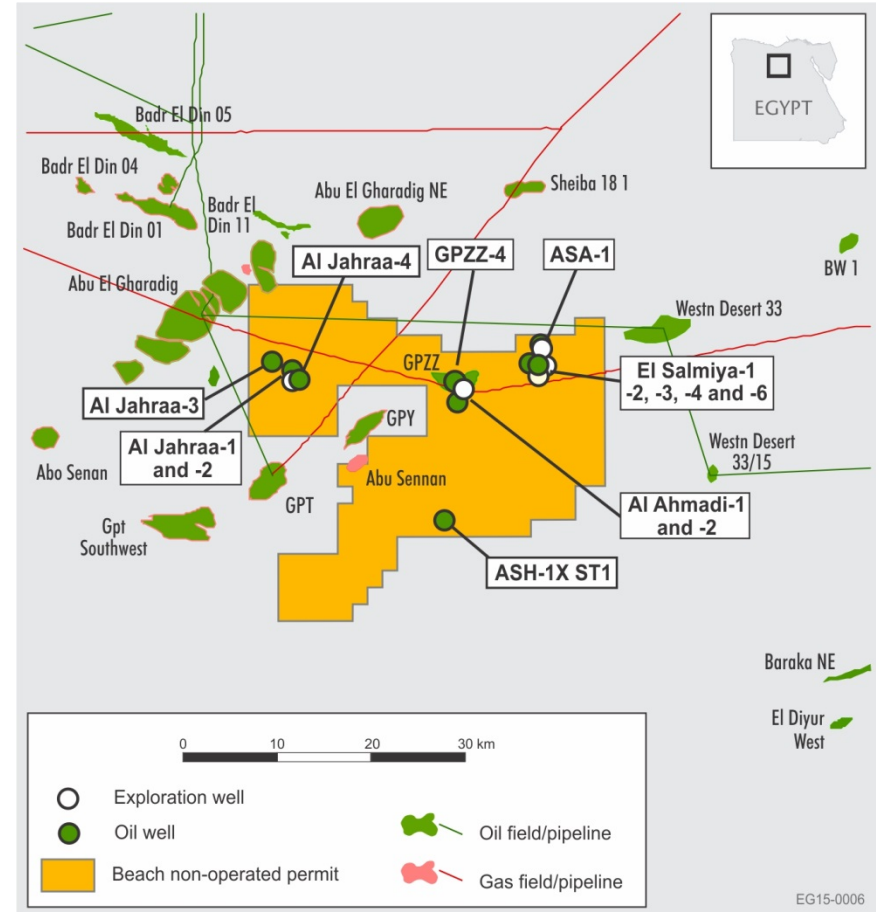 Badr El Din 05
EGYPT
Badr El Din 04
Badr El Din 01
Badr El
Din 11
Abu El Gharadig NE
Sheiba 18 1
Al Jahraa-4
GPZZ-4
ASA-1
BW 1
Abu El Gharadig
Westn Desert 33
GPZZ
El Salmiya-1
-2, -3, -4 and -6
Al Jahraa-3
Al Jahraa-1
and -2
GPY
Abo Senan
Abu Sennan
Westn Desert
33/15
GPT
Al Ahmadi-1
and -2
Gpt
Southwest
ASH-1X ST1
Baraka NE
El Diyur
West
0 10 20 30 km
Exploration well
Oil well
Beach non-operated permit
Oil field/pipeline
Gas field/pipeline
EG15-0006